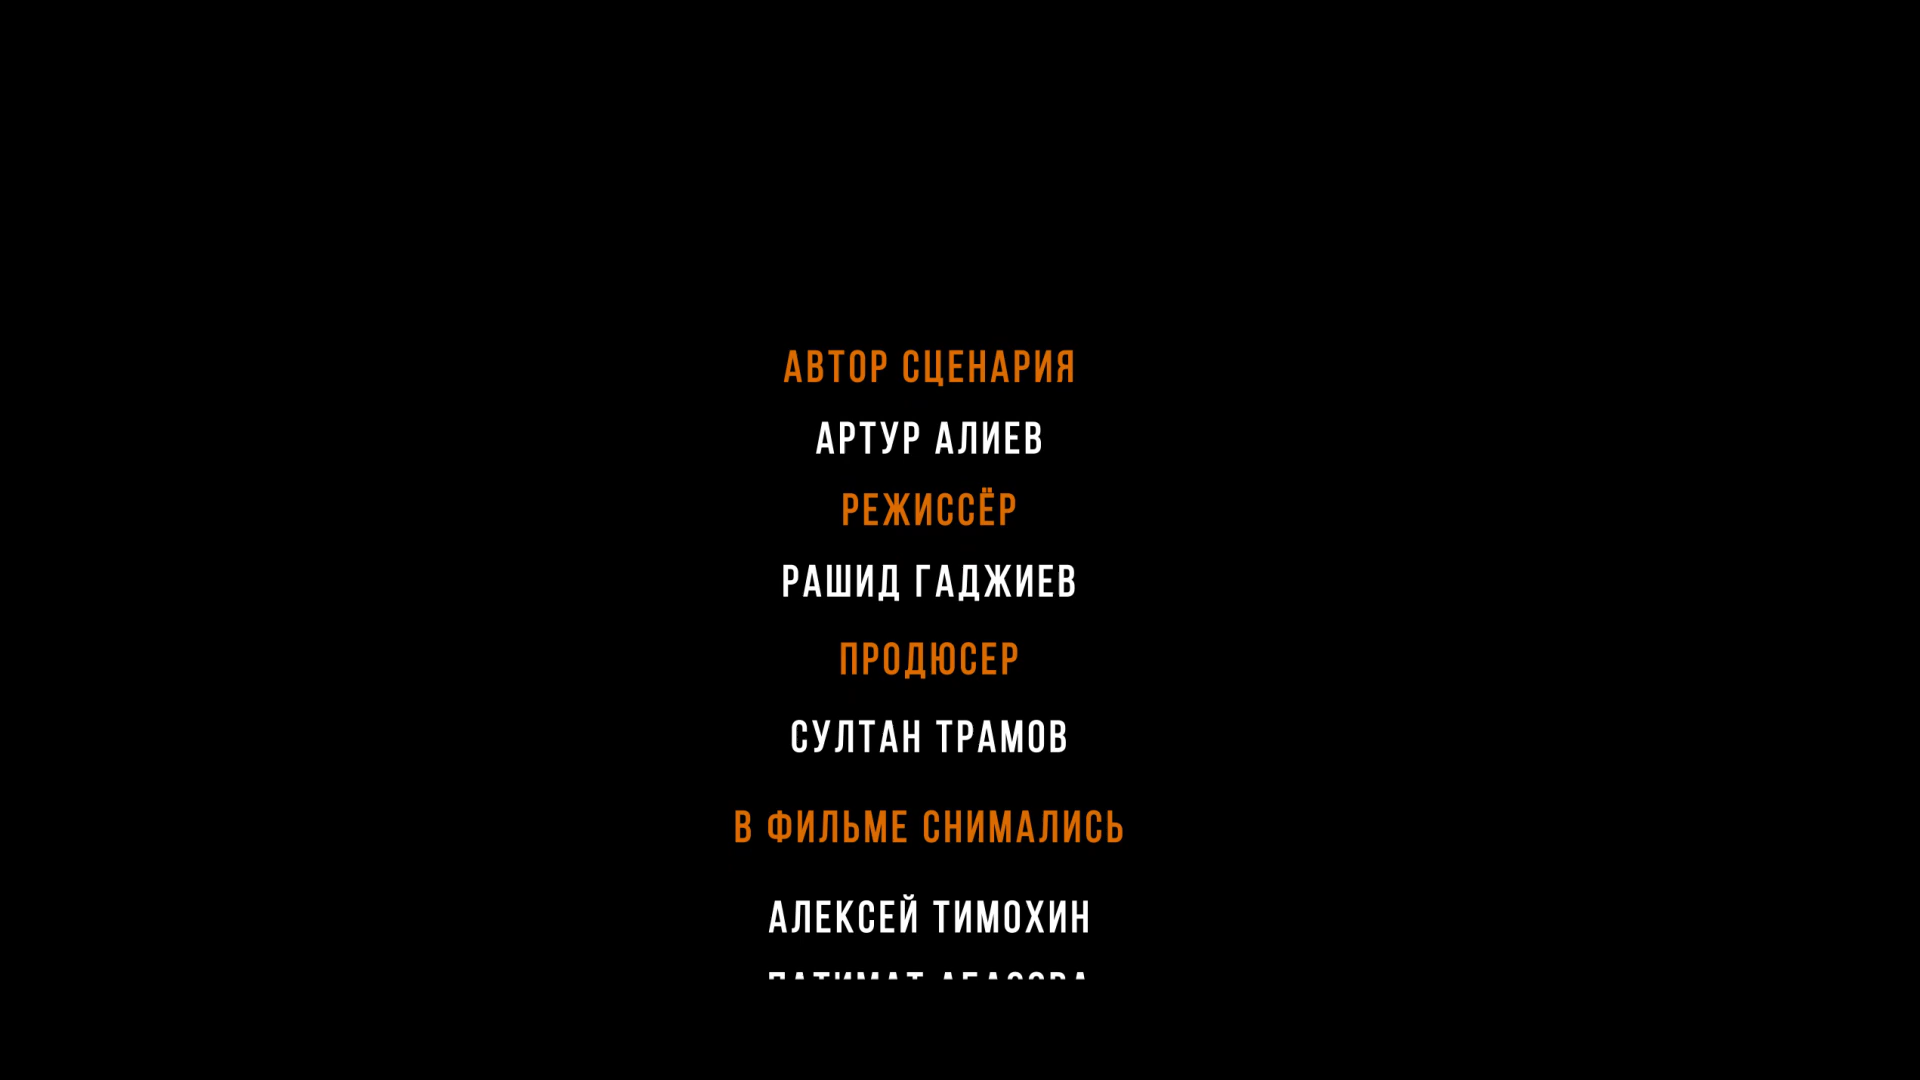 АВТОР СЦЕНАРИЯ
АРТУР АЛИЕВ
РЕЖИССЁР
РАШИД ГАДЖИЕВ
ПРОДЮСЕР
СУЛТАН ТРАМОВ
В ФИЛЬМЕ СНИМАЛИСЬ
АЛЕКСЕЙ ТИМОХИН